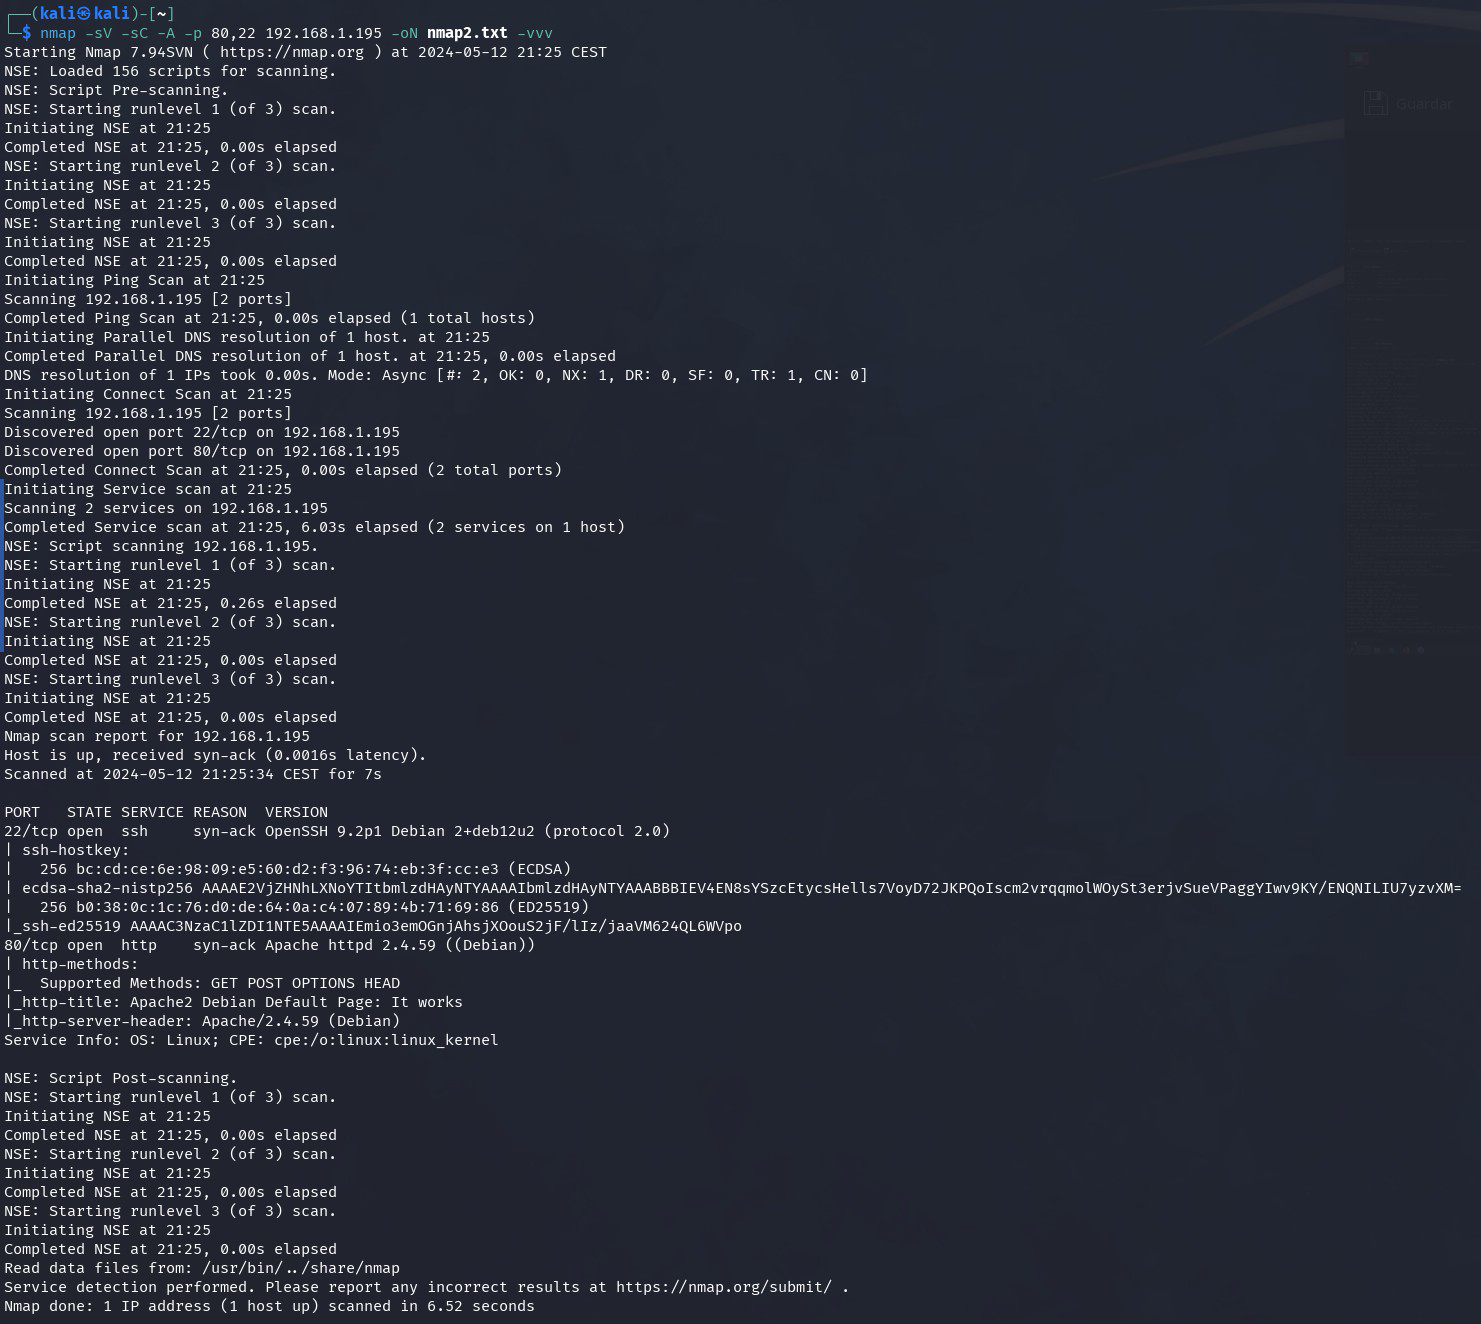 ┌──(kali㉿kali)-[~]
└─$ nmap -sV -sC -A -p 80,22 192.168.1.195 -oN nmap2.txt -vvv
Starting Nmap 7.94SVN ( https://nmap.org ) at 2024-05-12 21:25 CEST
NSE: Loaded 156 scripts for scanning.
NSE: Script Pre-scanning.
NSE: Starting runlevel 1 (of 3) scan.
Initiating NSE at 21:25
Completed NSE at 21:25, 0.00s elapsed
NSE: Starting runlevel 2 (of 3) scan.
Initiating NSE at 21:25
Completed NSE at 21:25, 0.00s elapsed
NSE: Starting runlevel 3 (of 3) scan.
Initiating NSE at 21:25
Completed NSE at 21:25, 0.00s elapsed
Initiating Ping Scan at 21:25
Scanning 192.168.1.195 [2 ports]
Completed Ping Scan at 21:25, 0.00s elapsed (1 total hosts)
Initiating Parallel DNS resolution of 1 host. at 21:25
Completed Parallel DNS resolution of 1 host. at 21:25, 0.00s elapsed
DNS resolution of 1 IPs took 0.00s. Mode: Async [#: 2, OK: 0, NX: 1, DR: 0, SF: 0, TR: 1, CN: 0]
Initiating Connect Scan at 21:25
Scanning 192.168.1.195 [2 ports]
Discovered open port 22/tcp on 192.168.1.195
Discovered open port 80/tcp on 192.168.1.195
Completed Connect Scan at 21:25, 0.00s elapsed (2 total ports)
Initiating Service scan at 21:25
Scanning 2 services on 192.168.1.195
Completed Service scan at 21:25, 6.03s elapsed (2 services on 1 host)
NSE: Script scanning 192.168.1.195.
NSE: Starting runlevel 1 (of 3) scan.
Initiating NSE at 21:25
Completed NSE at 21:25, 0.26s elapsed
NSE: Starting runlevel 2 (of 3) scan.
Initiating NSE at 21:25
Completed NSE at 21:25, 0.00s elapsed
NSE: Starting runlevel 3 (of 3) scan.
Initiating NSE at 21:25
Completed NSE at 21:25, 0.00s elapsed
Nmap scan report for 192.168.1.195
Host is up, received syn-ack (0.0016s latency).
Scanned at 2024-05-12 21:25:34 CEST for 7s
PORT   STATE SERVICE REASON  VERSION
22/tcp open  ssh     syn-ack OpenSSH 9.2p1 Debian 2+deb12u2 (protocol 2.0)
| ssh-hostkey:
|   256 bc:cd:ce:6e:98:09:e5:60:d2:f3:96:74:eb:3f:cc:e3 (ECDSA)
| ecdsa-sha2-nistp256 AAAAE2VjZHNhLXNoYTItbmlzdHAyNTYAAAAIbmlzdHAyNTYAAABBBIEV4EN8sYSzcEtycsHells7VoyD72JKPQoIscm2vrqqmolWOySt3erjvSueVPaggYIwv9KY/ENQNILIU7yzvXM=
|   256 b0:38:0c:1c:76:d0:de:64:0a:c4:07:89:4b:71:69:86 (ED25519)
|_ssh-ed25519 AAAAC3NzaC1lZDI1NTE5AAAAIEmio3emOGnjAhsjXOouS2jF/lIz/jaaVM624QL6WVpo
80/tcp open  http    syn-ack Apache httpd 2.4.59 ((Debian))
| http-methods:
|_  Supported Methods: GET POST OPTIONS HEAD
|_http-title: Apache2 Debian Default Page: It works
|_http-server-header: Apache/2.4.59 (Debian)
Service Info: OS: Linux; CPE: cpe:/o:linux:linux_kernel
NSE: Script Post-scanning.
NSE: Starting runlevel 1 (of 3) scan.
Initiating NSE at 21:25
Completed NSE at 21:25, 0.00s elapsed
NSE: Starting runlevel 2 (of 3) scan.
Initiating NSE at 21:25
Completed NSE at 21:25, 0.00s elapsed
NSE: Starting runlevel 3 (of 3) scan.
Initiating NSE at 21:25
Completed NSE at 21:25, 0.00s elapsed
Read data files from: /usr/bin/../share/nmap
Service detection performed. Please report any incorrect results at https://nmap.org/submit/ .
Nmap done: 1 IP address (1 host up) scanned in 6.52 seconds
Guardar